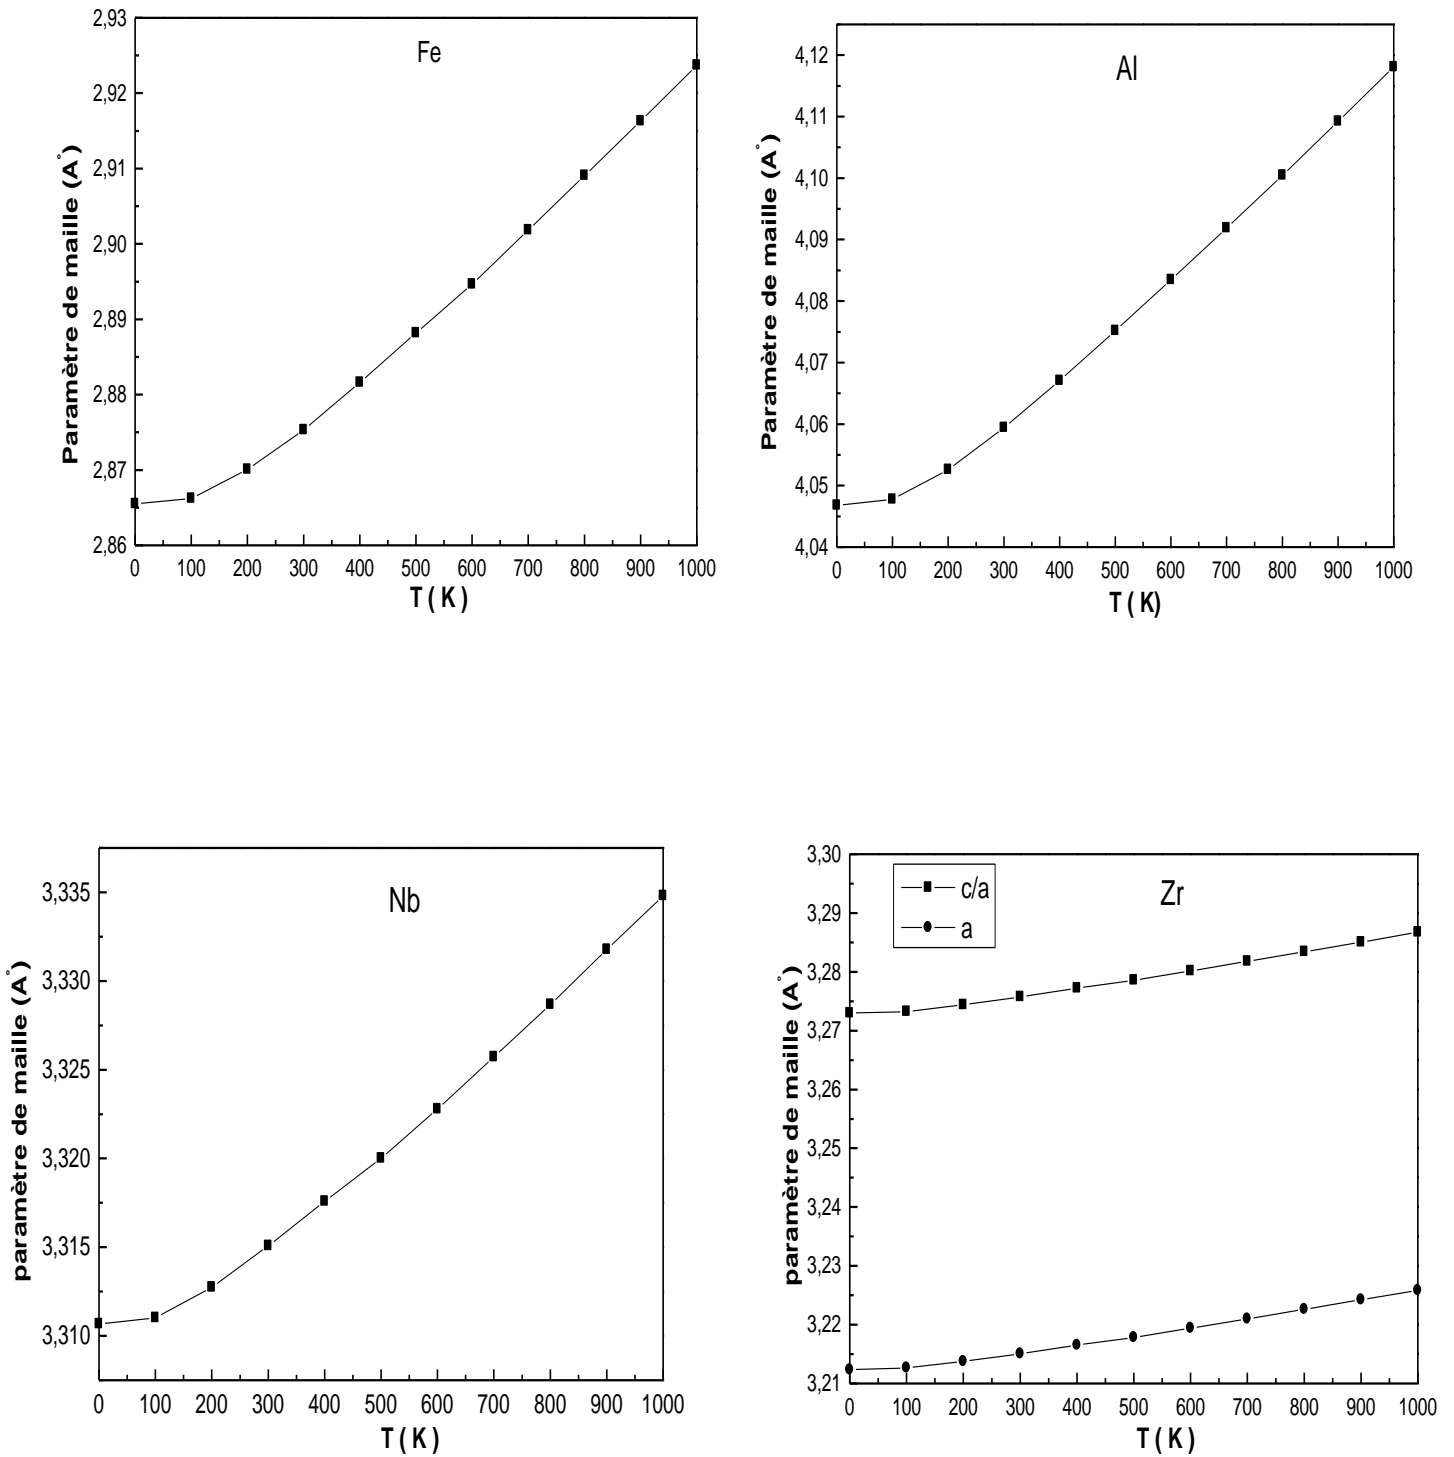 Fe
2,93
2,92
2,91
2,90
2,89
2,88
2,87
2,86
Paramètre de maille (A°)
0 100 200 300 400 500 600 700 800 900 1000
T ( K )
Al
4,12
4,11
4,10
4,09
4,08
4,07
4,06
4,05
4,04
Paramètre de maille (A°)
0 100 200 300 400 500 600 700 800 900 1000
T ( K)
Nb
3,335
3,330
3,325
3,320
3,315
3,310
paramètre de maille (A°)
0 100 200 300 400 500 600 700 800 900 1000
T ( K )
Zr
c/a
a
3,30
3,29
3,28
3,27
3,26
3,25
3,24
3,23
3,22
3,21
paramètre de maille (A°)
0 100 200 300 400 500 600 700 800 900 1000
T ( K )